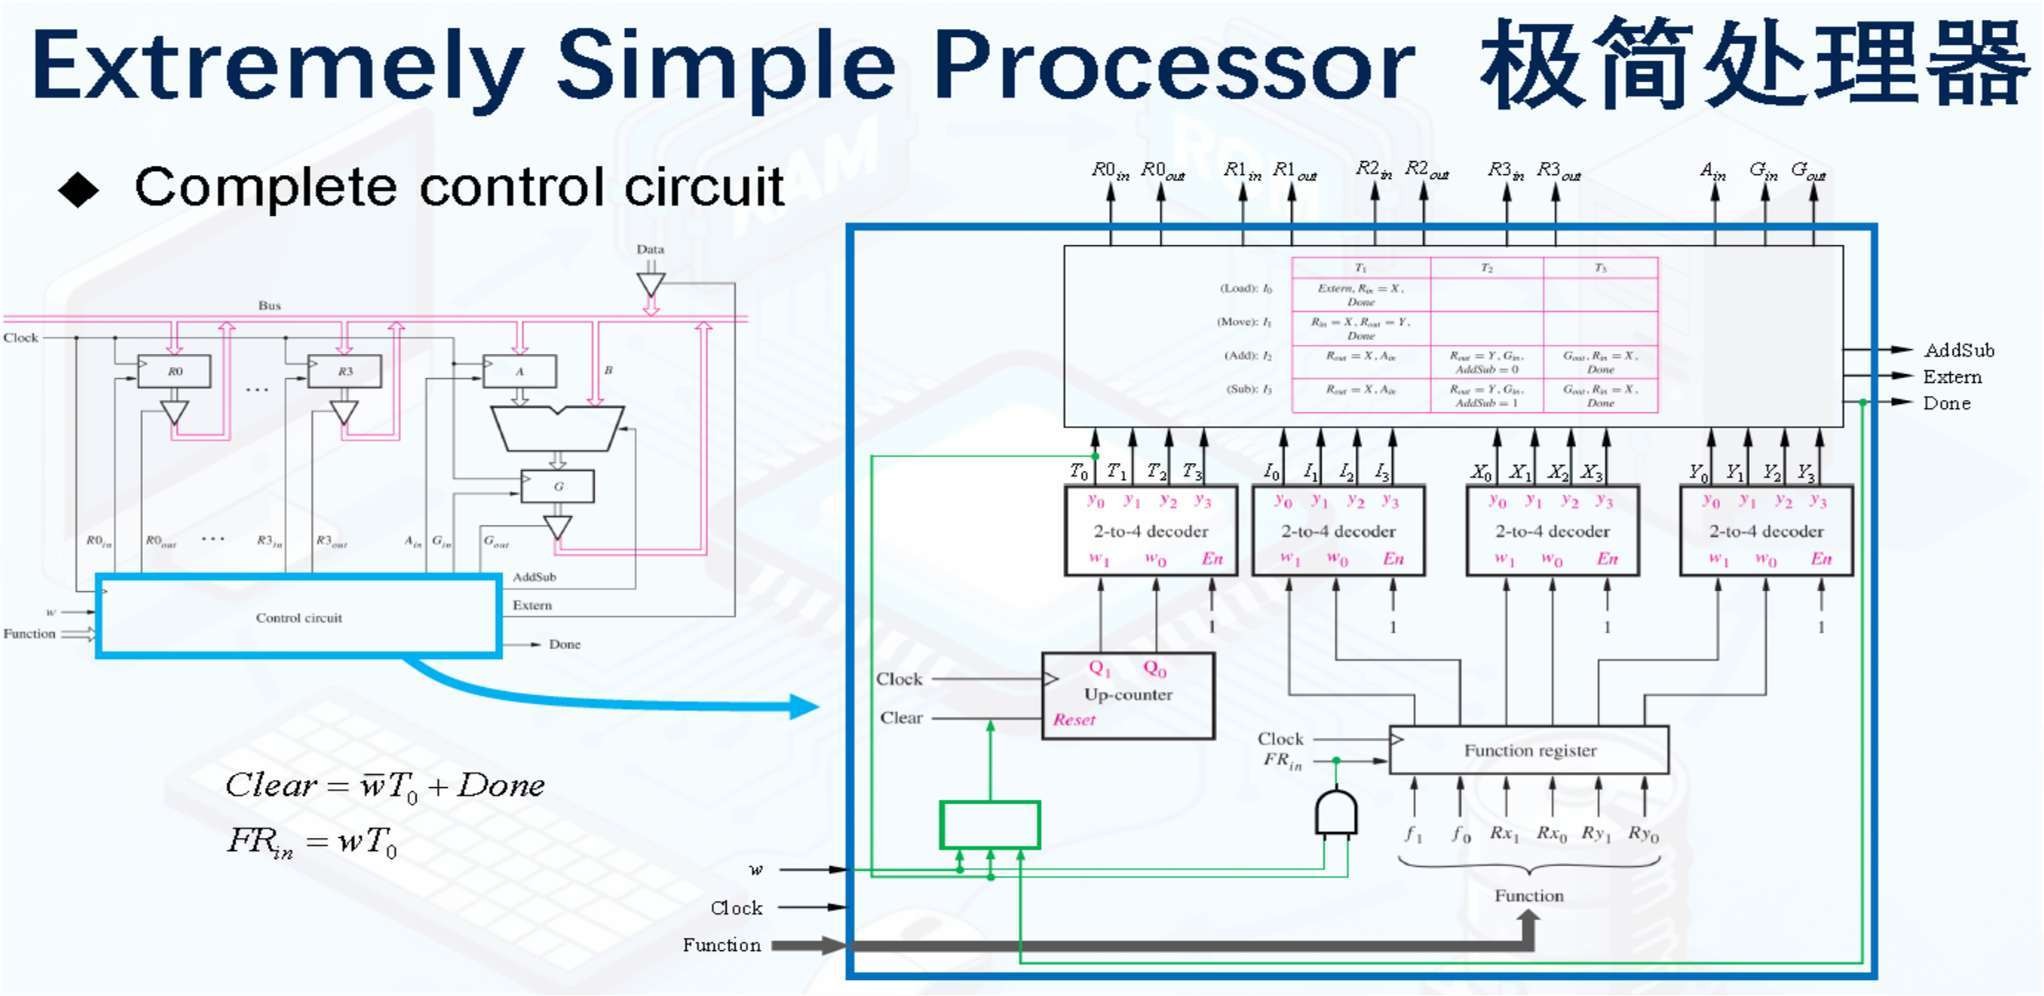 Extremely Simple Processor 极简处理器
◆ Complete control circuit
Data
Bus
Clock
R0
...
R3
A
B
G
R0in R0out ... R3in R3out Ain Gin Gout
AddSub
Extern
w
Function
Control circuit
Done
Clear = w̅T0 + Done
FRin = wT0
R0in R0out R1in R1out R2in R2out R3in R3out Ain Gin Gout
T1 T2 T3
(Load): I0 Extern, Rin = X,
Done
(Move): I1 Rin = X, Rout = Y,
Done
(Add): I2 Rout = X, Ain Rout = Y, Gin, Gout, Rin = X,
AddSub = 0 Done
(Sub): I3 Rout = X, Ain Rout = Y, Gin, Gout, Rin = X,
AddSub = 1 Done
AddSub
Extern
Done
T0 T1 T2 T3 I0 I1 I2 I3 X0 X1 X2 X3 Y0 Y1 Y2 Y3
y0 y1 y2 y3 y0 y1 y2 y3 y0 y1 y2 y3 y0 y1 y2 y3
2-to-4 decoder 2-to-4 decoder 2-to-4 decoder 2-to-4 decoder
w1 w0 En w1 w0 En w1 w0 En w1 w0 En
1 1 1 1
Clock Q1 Q0
Up-counter
Clear Reset
Clock
FRin
Function register
f1 f0 Rx1 Rx0 Ry1 Ry0
Function
w
Clock
Function